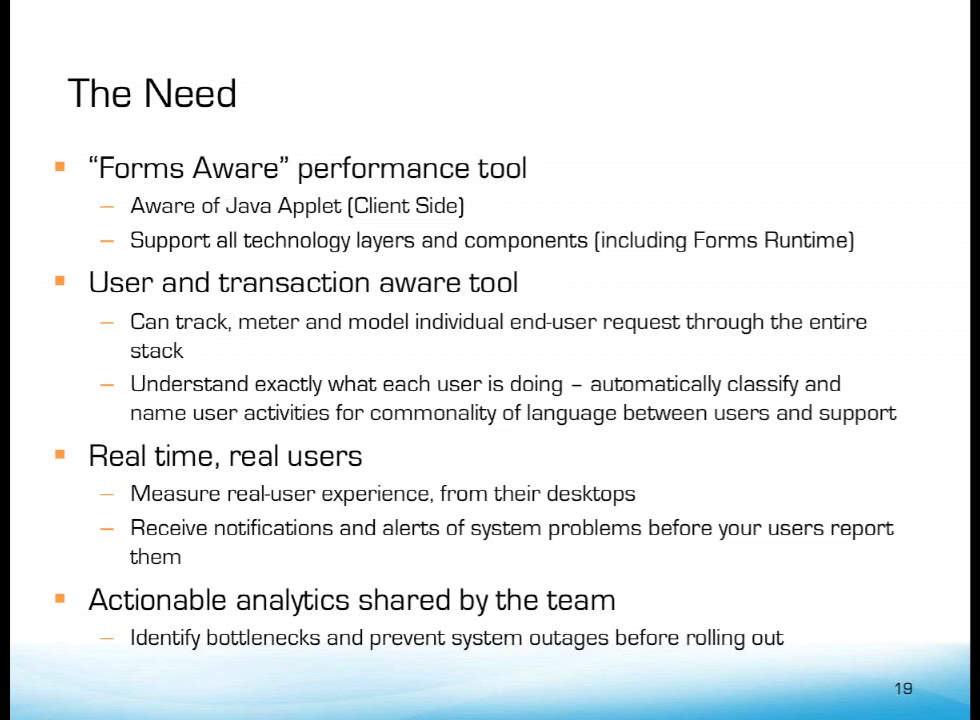 The Need
“Forms Aware” performance tool
– Aware of Java Applet (Client Side)
– Support all technology layers and components (including Forms Runtime)
User and transaction aware tool
– Can track, meter and model individual end-user request through the entire
stack
– Understand exactly what each user is doing – automatically classify and
name user activities for commonality of language between users and support
Real time, real users
– Measure real-user experience, from their desktops
– Receive notifications and alerts of system problems before your users report
them
Actionable analytics shared by the team
– Identify bottlenecks and prevent system outages before rolling out
19